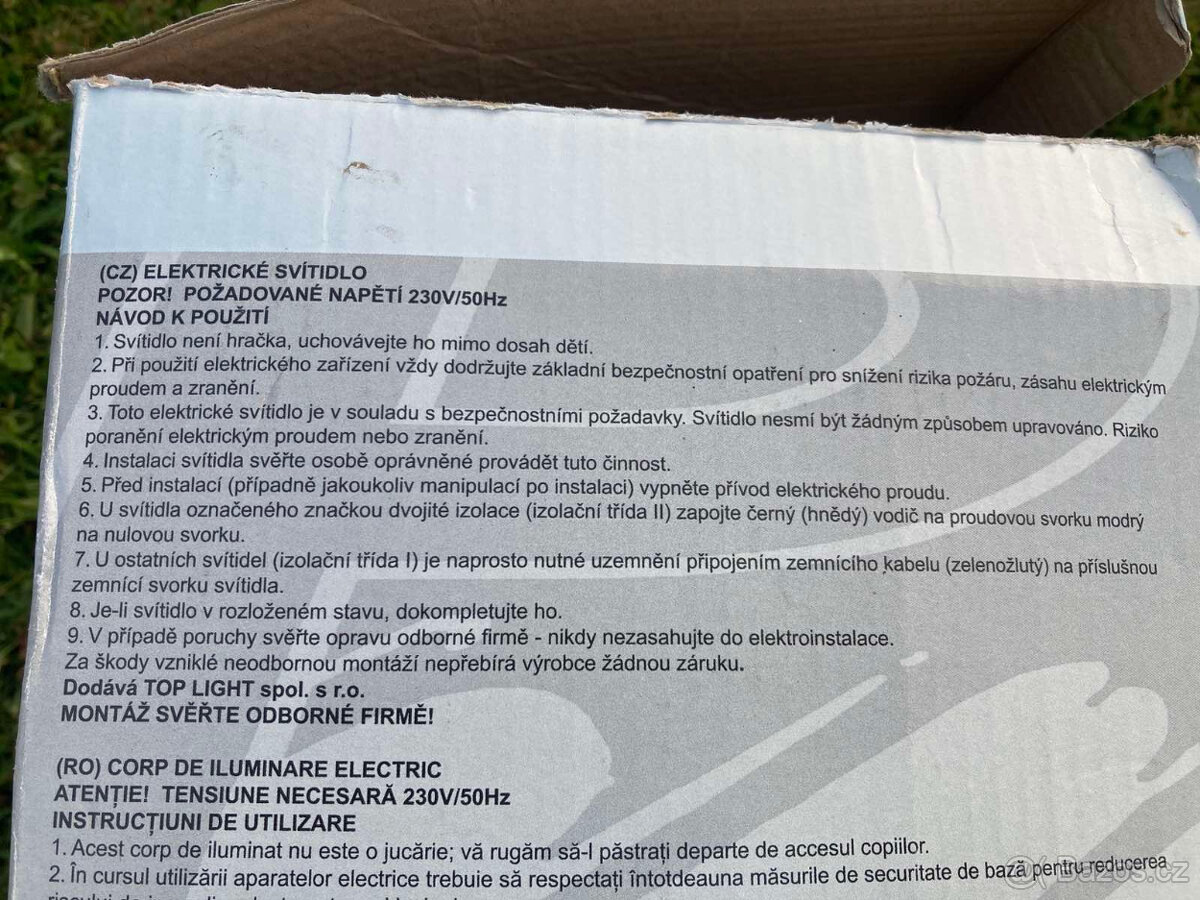 (CZ) ELEKTRICKÉ SVÍTIDLO
POZOR! POŽADOVANÉ NAPĚTÍ 230V/50Hz
NÁVOD K POUŽITÍ
1. Svítidlo není hračka, uchovávejte ho mimo dosah dětí.
2. Při použití elektrického zařízení vždy dodržujte základní bezpečnostní opatření pro snížení rizika požáru, zásahu elektrickým
proudem a zranění.
3. Toto elektrické svítidlo je v souladu s bezpečnostními požadavky. Svítidlo nesmí být žádným způsobem upravováno. Riziko
poranění elektrickým proudem nebo zranění.
4. Instalaci svítidla svěřte osobě oprávněné provádět tuto činnost.
5. Před instalací (případně jakoukoliv manipulací po instalaci) vypněte přívod elektrického proudu.
6. U svítidla označeného značkou dvojité izolace (izolační třída II) zapojte černý (hnědý) vodič na proudovou svorku modrý
na nulovou svorku.
7. U ostatních svítidel (izolační třída I) je naprosto nutné uzemnění připojením zemnícího kabelu (zelenožlutý) na příslušnou
zemnící svorku svítidla.
8. Je-li svítidlo v rozloženém stavu, dokompletujte ho.
9. V případě poruchy svěřte opravu odborné firmě - nikdy nezasahujte do elektroinstalace.
Za škody vzniklé neodbornou montáží nepřebírá výrobce žádnou záruku.
Dodává TOP LIGHT spol. s r.o.
MONTÁŽ SVĚŘTE ODBORNÉ FIRMĚ!
(RO) CORP DE ILUMINARE ELECTRIC
ATENȚIE! TENSIUNE NECESARĂ 230V/50Hz
INSTRUCȚIUNI DE UTILIZARE
1. Acest corp de iluminat nu este o jucărie; vă rugăm să-l păstrați departe de accesul copiilor.
2. În cursul utilizării aparatelor electrice trebuie să respectați întotdeauna măsurile de securitate de bază pentru reducerea
Bazos.cz